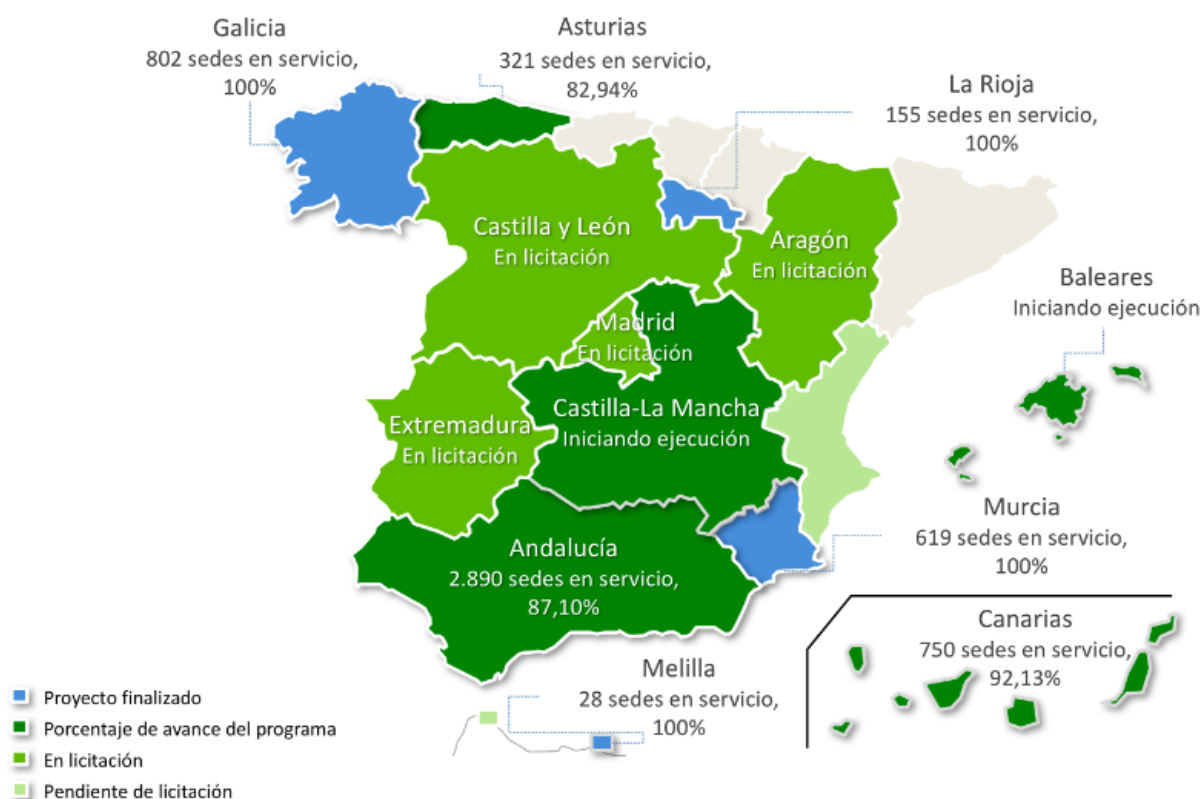 Galicia
802 sedes en servicio,
100%
Asturias
321 sedes en servicio,
82,94%
La Rioja
155 sedes en servicio,
100%
Castilla y León
En licitación
Aragón
En licitación
Baleares
Iniciando ejecución
Madrid
En licitación
Extremadura
En licitación
Castilla-La Mancha
Iniciando ejecución
Murcia
619 sedes en servicio,
100%
Andalucía
2.890 sedes en servicio,
87,10%
Canarias
750 sedes en servicio,
92,13%
Melilla
28 sedes en servicio,
100%
Proyecto finalizado
Porcentaje de avance del programa
En licitación
Pendiente de licitación